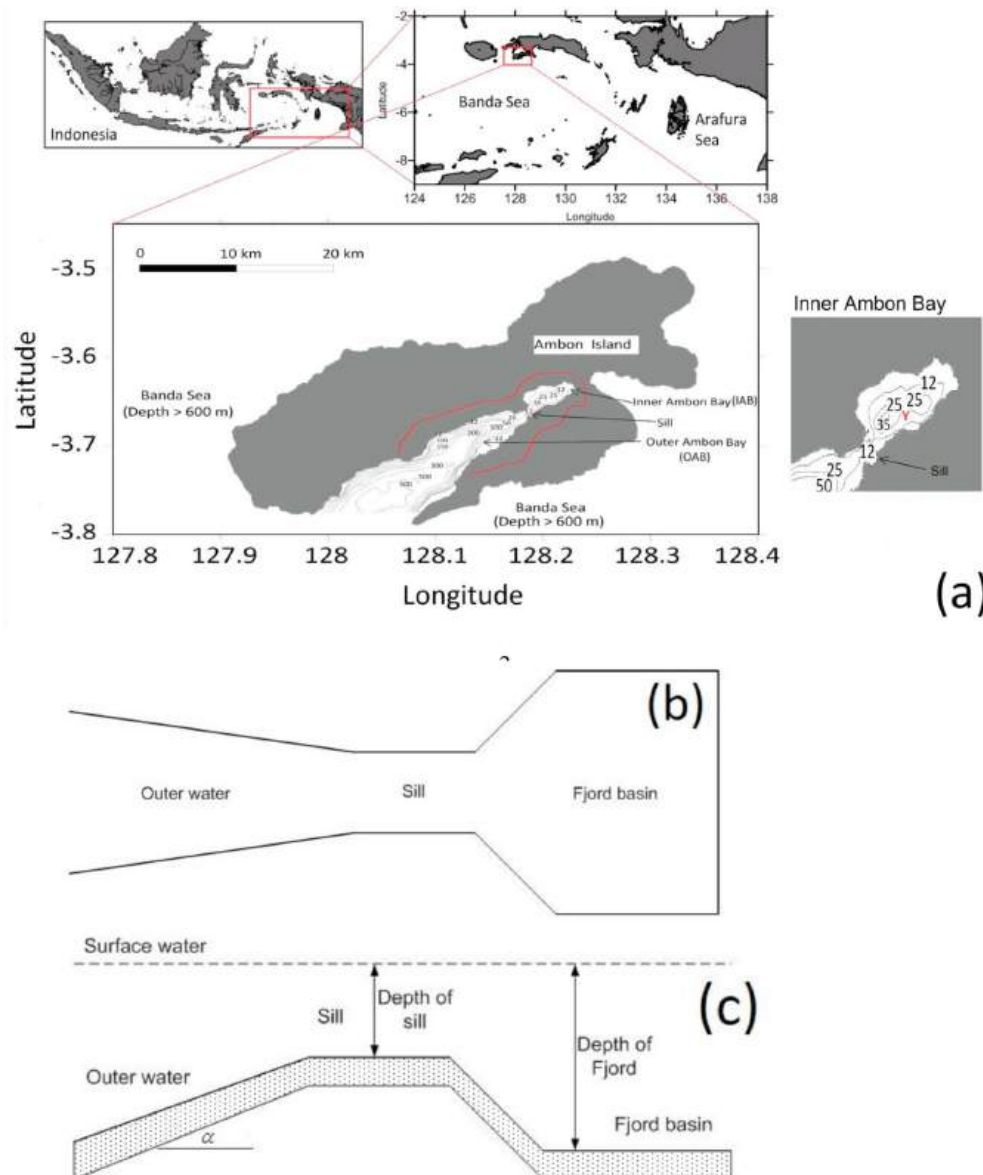 Indonesia
-2
-4
-6
-8
Latitude
Banda Sea
Arafura
Sea
124 126 128 130 132 134 136 138
Longitude
0 10 km 20 km
-3.5
-3.6
-3.7
-3.8
Latitude
Ambon Island
Banda Sea
(Depth > 600 m)
Inner Ambon Bay(IAB)
Sill
Outer Ambon Bay
(OAB)
Banda Sea
(Depth > 600 m)
127.8 127.9 128 128.1 128.2 128.3 128.4
Longitude
Inner Ambon Bay
12
25
25
35
Y
12
25
50
Sill
(a)
(b)
Outer water
Sill
Fjord basin
Surface water
(c)
Sill
Depth of
sill
Depth of
Fjord
Outer water
α
Fjord basin